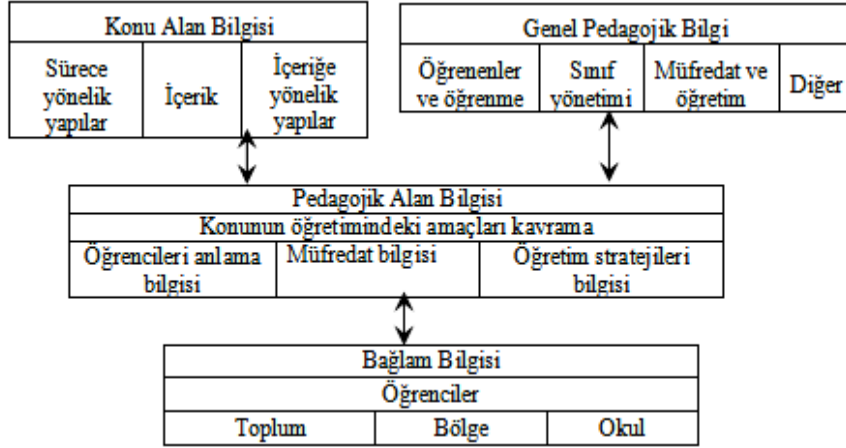 Konu Alan Bilgisi
Sürece
yönelik
yapılar
İçerik
İçeriğe
yönelik
yapılar
Genel Pedagojik Bilgi
Öğrenenler
ve öğrenme
Sınıf
yönetimi
Müfredat ve
öğretim
Diğer
Pedagojik Alan Bilgisi
Konunun öğretimindeki amaçları kavrama
Öğrencileri anlama
bilgisi
Müfredat bilgisi
Öğretim stratejileri
bilgisi
Bağlam Bilgisi
Öğrenciler
Toplum
Bölge
Okul